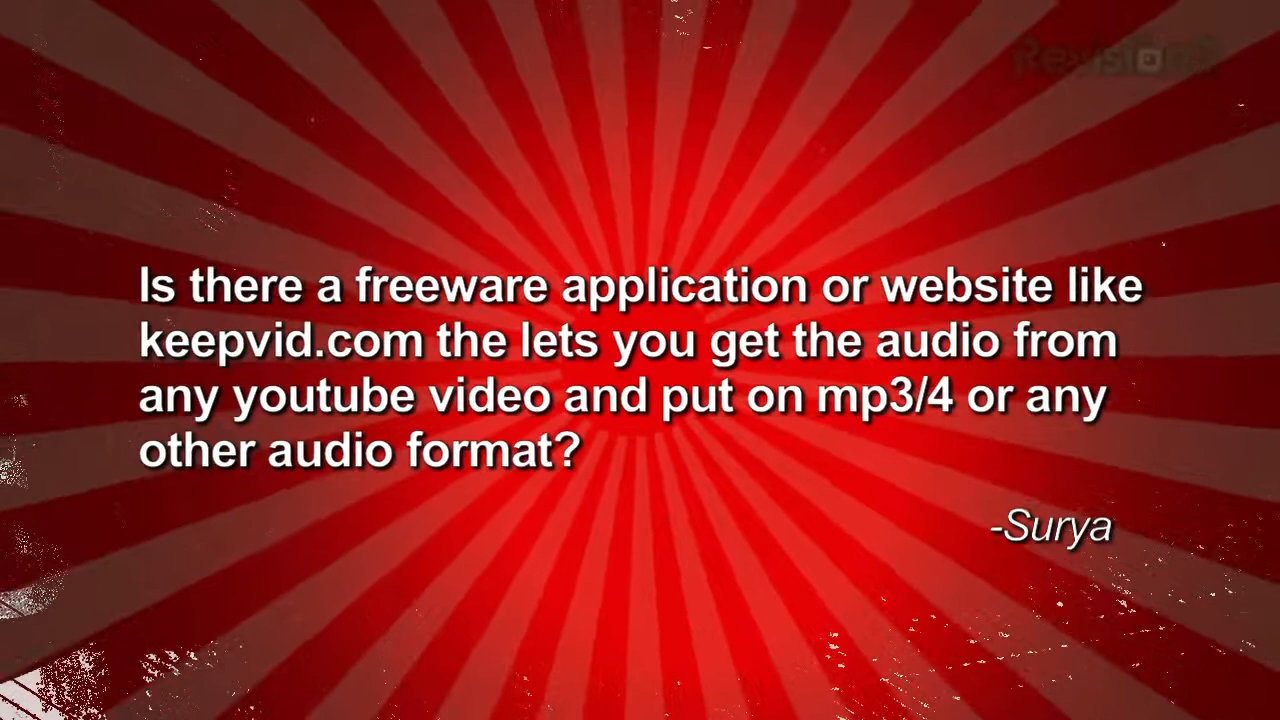 Revision3
Is there a freeware application or website like
keepvid.com the lets you get the audio from
any youtube video and put on mp3/4 or any
other audio format?
-Surya